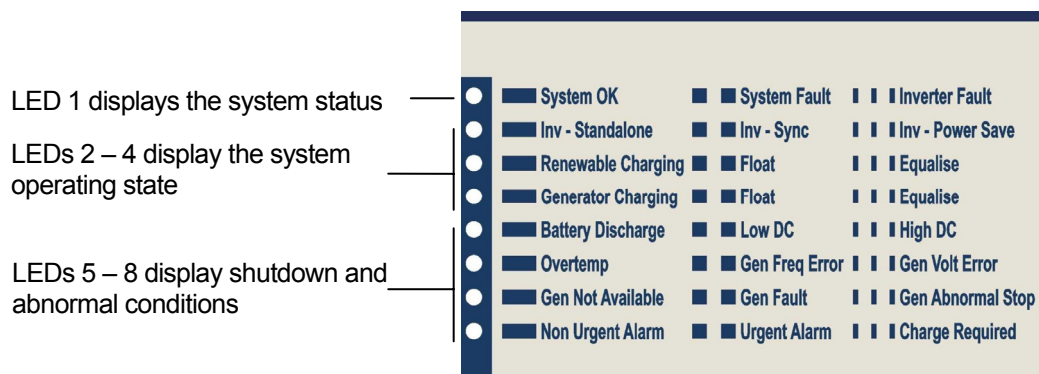 LED 1 displays the system status
LEDs 2 – 4 display the system
operating state
LEDs 5 – 8 display shutdown and
abnormal conditions
System OK System Fault Inverter Fault
Inv - Standalone Inv - Sync Inv - Power Save
Renewable Charging Float Equalise
Generator Charging Float Equalise
Battery Discharge Low DC High DC
Overtemp Gen Freq Error Gen Volt Error
Gen Not Available Gen Fault Gen Abnormal Stop
Non Urgent Alarm Urgent Alarm Charge Required